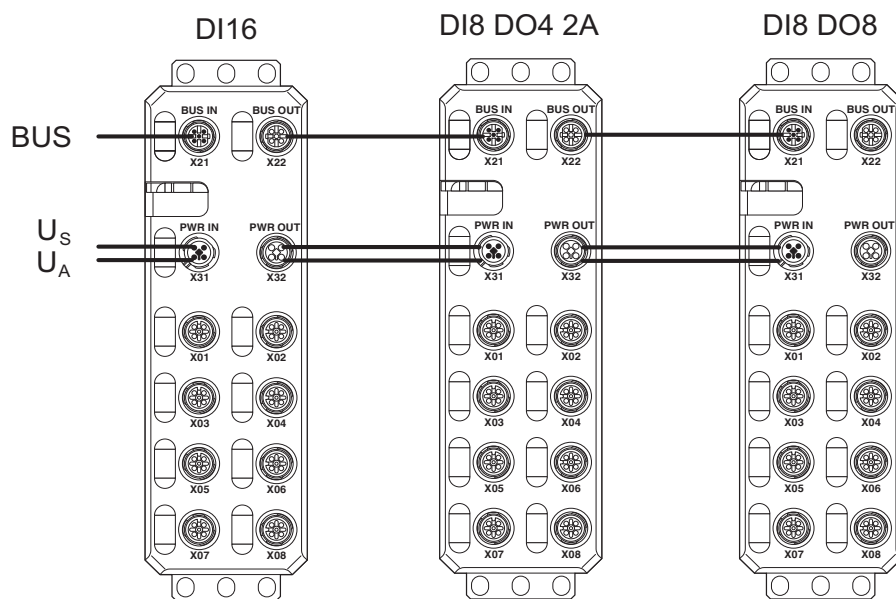 DI16
DI8 DO4 2A
DI8 DO8
BUS
U_S
U_A
BUS IN BUS OUT
X21 X22
PWR IN PWR OUT
X31 X32
X01 X02
X03 X04
X05 X06
X07 X08
BUS IN BUS OUT
X21 X22
PWR IN PWR OUT
X31 X32
X01 X02
X03 X04
X05 X06
X07 X08
BUS IN BUS OUT
X21 X22
PWR IN PWR OUT
X31 X32
X01 X02
X03 X04
X05 X06
X07 X08